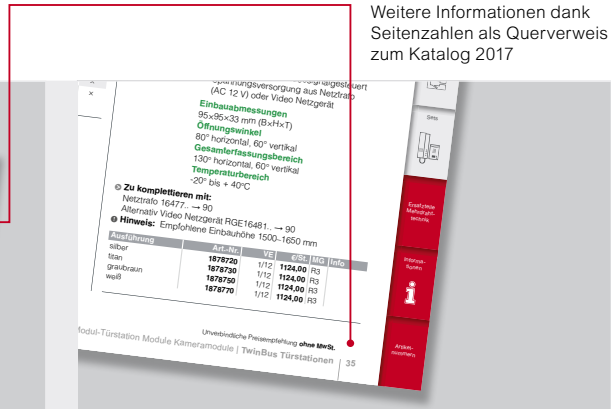 Weitere Informationen dank
Seitenzahlen als Querverweis
zum Katalog 2017
Spannungsversorgung aus Netztrafo
(AC 12 V) oder Video Netzgerät
Einbauabmessungen
95×95×33 mm (B×H×T)
Öffnungswinkel
80° horizontal, 60° vertikal
Gesamterfassungsbereich
130° horizontal, 60° vertikal
Temperaturbereich
-20° bis + 40°C
Zu komplettieren mit:
Netztrafo 16477.. → 90
Alternativ Video Netzgerät RGE16481.. → 90
Hinweis: Empfohlene Einbauhöhe 1500–1650 mm
Ausführung Art.-Nr. VE €/St. MG Info
silber 1878720 1/12 1124,00 R3
titan 1878730 1/12 1124,00 R3
graubraun 1878750 1/12 1124,00 R3
weiß 1878770 1/12 1124,00 R3
Unverbindliche Preisempfehlung ohne MwSt.
Modul-Türstation Module Kameramodule | TwinBus Türstationen | 35
Ersatzteile
technik
Artikel-
nummern